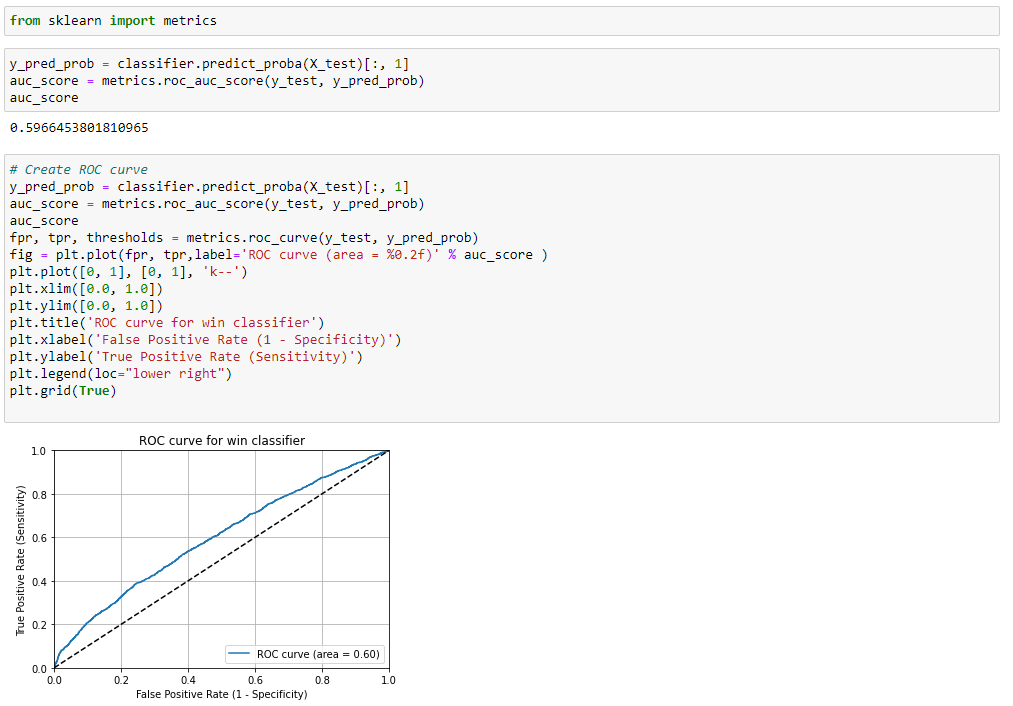 from sklearn import metrics
y_pred_prob = classifier.predict_proba(X_test)[:, 1]
auc_score = metrics.roc_auc_score(y_test, y_pred_prob)
auc_score
0.5966453801810965
# Create ROC curve
y_pred_prob = classifier.predict_proba(X_test)[:, 1]
auc_score = metrics.roc_auc_score(y_test, y_pred_prob)
auc_score
fpr, tpr, thresholds = metrics.roc_curve(y_test, y_pred_prob)
fig = plt.plot(fpr, tpr,label='ROC curve (area = %0.2f)' % auc_score )
plt.plot([0, 1], [0, 1], 'k--')
plt.xlim([0.0, 1.0])
plt.ylim([0.0, 1.0])
plt.title('ROC curve for win classifier')
plt.xlabel('False Positive Rate (1 - Specificity)')
plt.ylabel('True Positive Rate (Sensitivity)')
plt.legend(loc="lower right")
plt.grid(True)
ROC curve for win classifier
True Positive Rate (Sensitivity)
1.0
0.8
0.6
0.4
0.2
0.0
ROC curve (area = 0.60)
0.0 0.2 0.4 0.6 0.8 1.0
False Positive Rate (1 - Specificity)